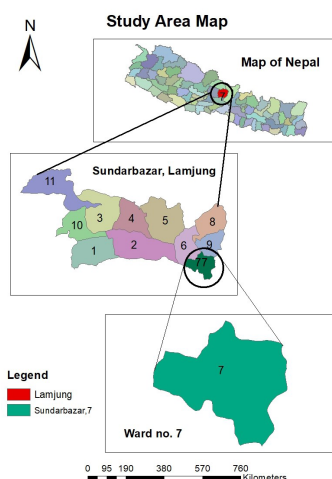 Study Area Map
N
Map of Nepal
Sundarbazar, Lamjung
11
10
3
4
5
8
1
2
6
9
77
7
Ward no. 7
Legend
Lamjung
Sundarbazar,7
0 95 190 380 570 760
Kilometers